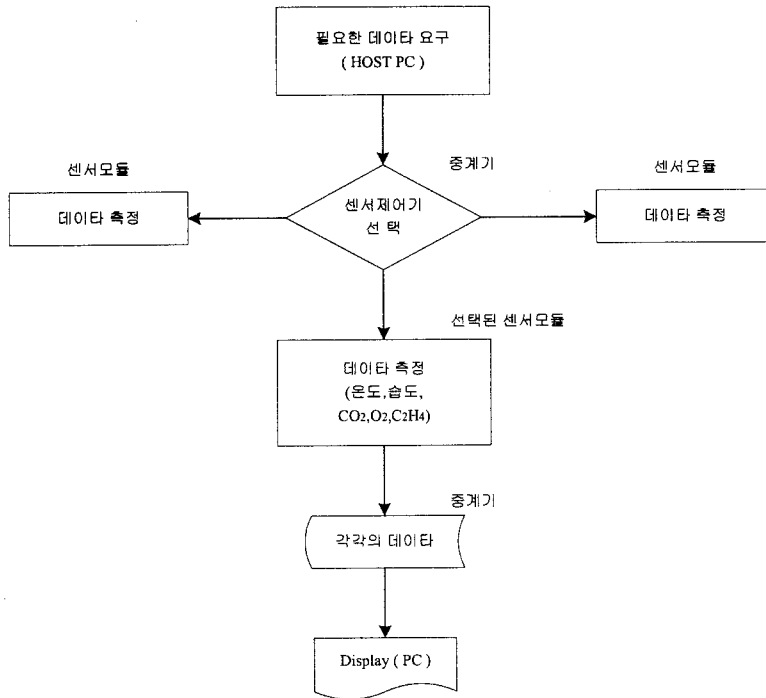 필요한 데이타 요구
( HOST PC )
중계기
센서모듈
센서모듈
데이타 측정
센서제어기
선 택
데이타 측정
선택된 센서모듈
데이타 측정
(온도,습도,
CO2,O2,C2H4)
중계기
각각의 데이타
Display ( PC )